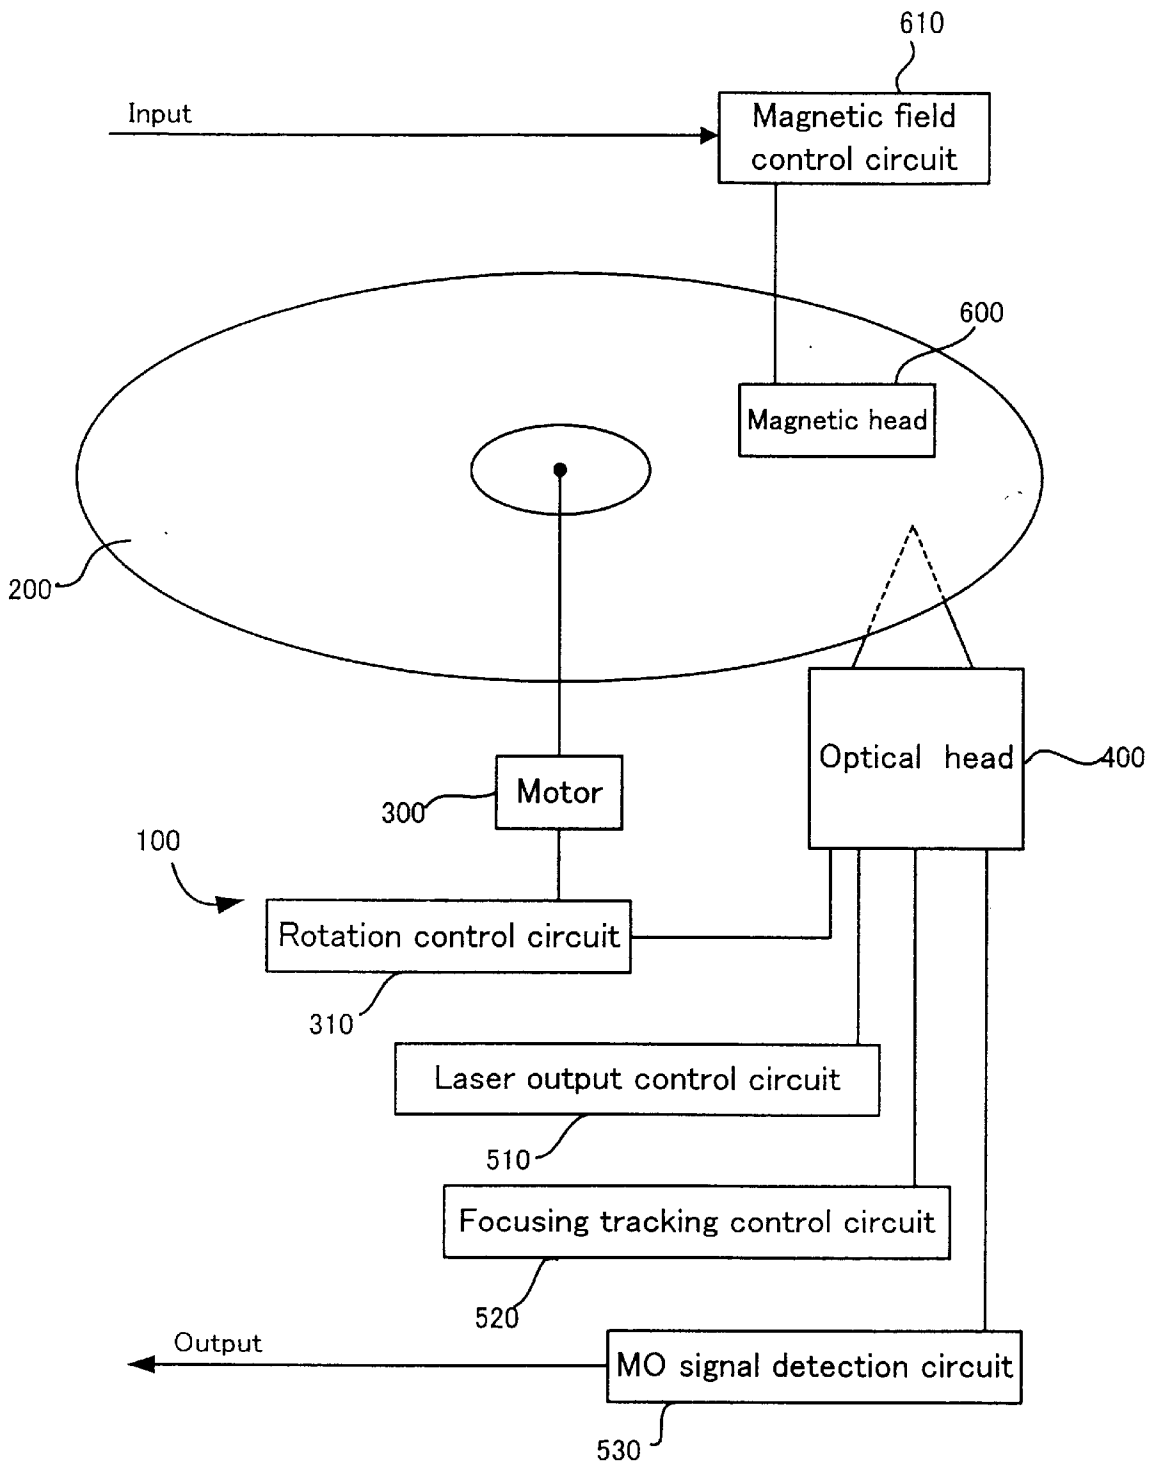 610
Input
Magnetic field
control circuit
600
Magnetic head
200
Optical head
400
Motor
300
100
Rotation control circuit
310
Laser output control circuit
510
Focusing tracking control circuit
520
Output
MO signal detection circuit
530